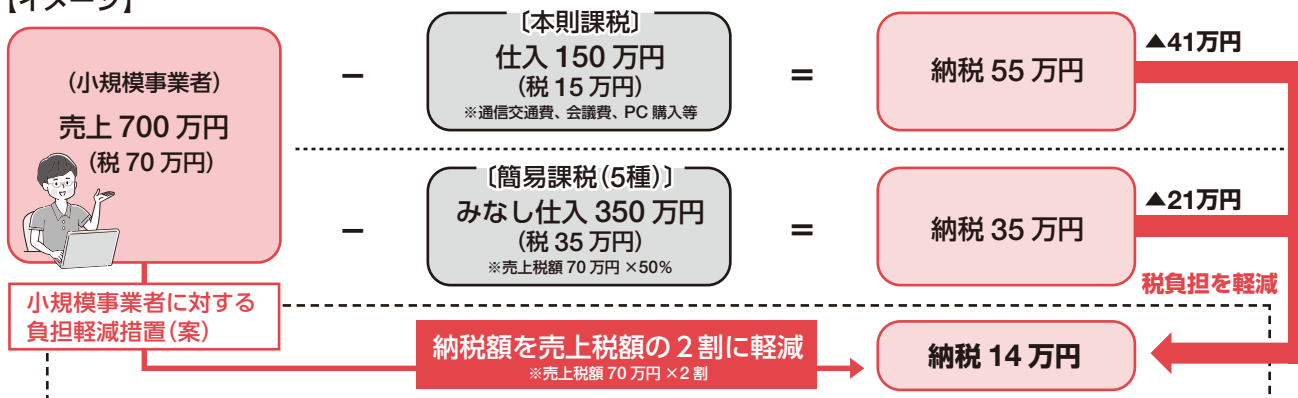 【イメージ】
(小規模事業者)
売上 700 万円
(税 70 万円)
−
〔本則課税〕
仕入 150 万円
(税 15 万円)
※通信交通費、会議費、PC 購入等
=
納税 55 万円
▲41万円
−
〔簡易課税(5種)〕
みなし仕入 350 万円
(税 35 万円)
※売上税額 70 万円 ×50%
=
納税 35 万円
▲21万円
税負担を軽減
小規模事業者に対する
負担軽減措置(案)
納税額を売上税額の 2 割に軽減
※売上税額 70 万円 ×2 割
納税 14 万円